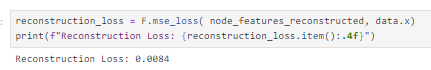 reconstruction_loss = F.mse_loss( node_features_reconstructed, data.x)
print(f"Reconstruction Loss: {reconstruction_loss.item():.4f}")
Reconstruction Loss: 0.0084